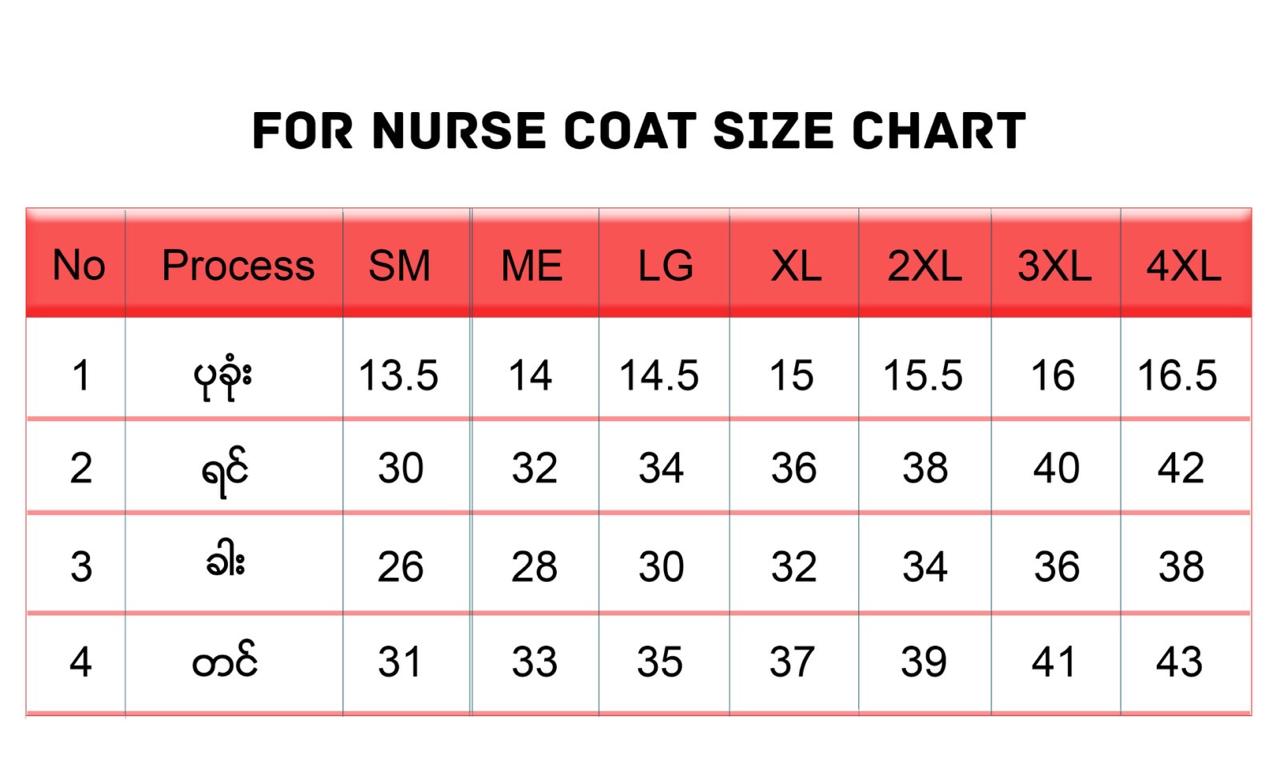 FOR NURSE COAT SIZE CHART
No Process SM ME LG XL 2XL 3XL 4XL
1 ပုခုံး 13.5 14 14.5 15 15.5 16 16.5
2 ရင် 30 32 34 36 38 40 42
3 ခါး 26 28 30 32 34 36 38
4 တင် 31 33 35 37 39 41 43